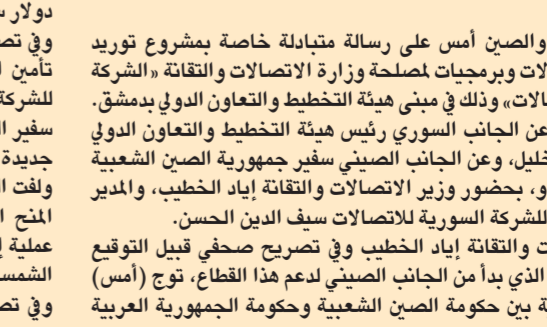 والصين أمس على رسالة متبادلة خاصة بمشروع توريد
لات وبرمجيات لمصلحة وزارة الاتصالات والتقانة «الشركة
الات» وذلك في مبنى هيئة التخطيط والتعاون الدولي بدمشق.
عن الجانب السوري رئيس هيئة التخطيط والتعاون الدولي
خليل، وعن الجانب الصيني سفير جمهورية الصين الشعبية
و، بحضور وزير الاتصالات والتقانة إياد الخطيب، والمدير
للشركة السورية للاتصالات سيف الدين الحسن.
ت والتقانة إياد الخطيب وفي تصريح صحفي قبيل التوقيع
الذي بدأ من الجانب الصيني لدعم هذا القطاع، توج (أمس)
ة بين حكومة الصين الشعبية وحكومة الجمهورية العربية
دولار
وفي تص
تأمين
للشركة
سفير ال
جديدة
ولفت ال
المنح
عملية إ
الشمس
وفي تص